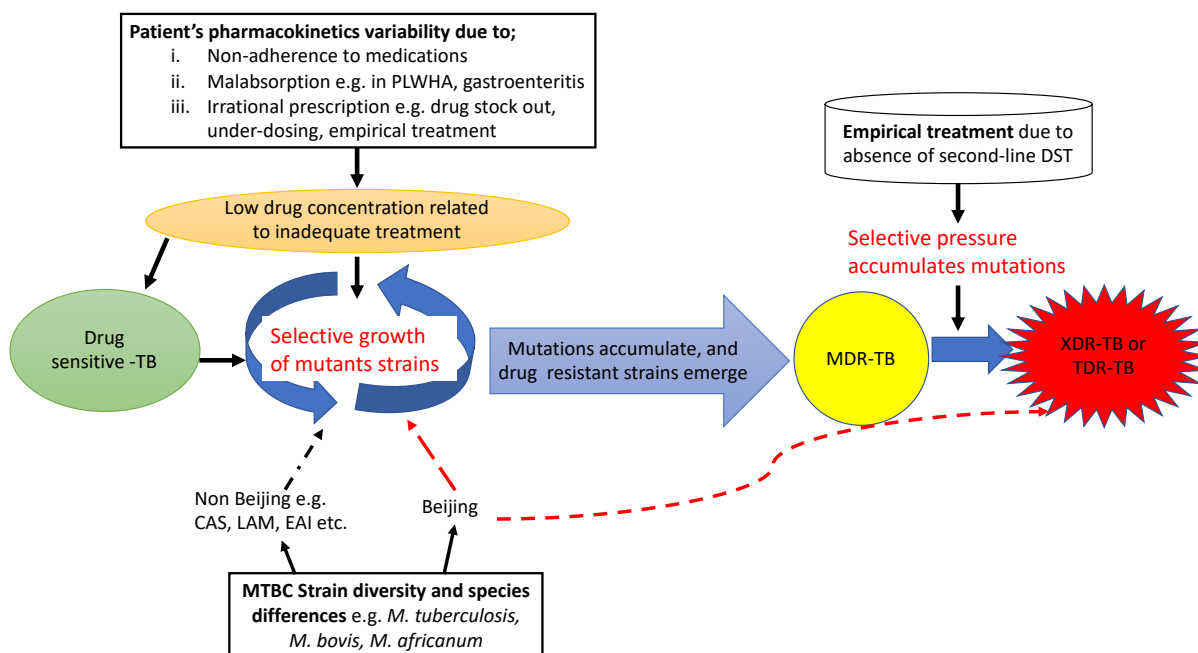 Patient's pharmacokinetics variability due to;
i. Non-adherence to medications
ii. Malabsorption e.g. in PLWHA, gastroenteritis
iii. Irrational prescription e.g. drug stock out,
under-dosing, empirical treatment
Empirical treatment due to
absence of second-line DST
Low drug concentration related
to inadequate treatment
Selective pressure
accumulates mutations
Drug
sensitive -TB
Selective growth
of mutants strains
Mutations accumulate, and
drug resistant strains emerge
MDR-TB
XDR-TB or
TDR-TB
Non Beijing e.g.
CAS, LAM, EAI etc.
Beijing
MTBC Strain diversity and species
differences e.g. M. tuberculosis,
M. bovis, M. africanum